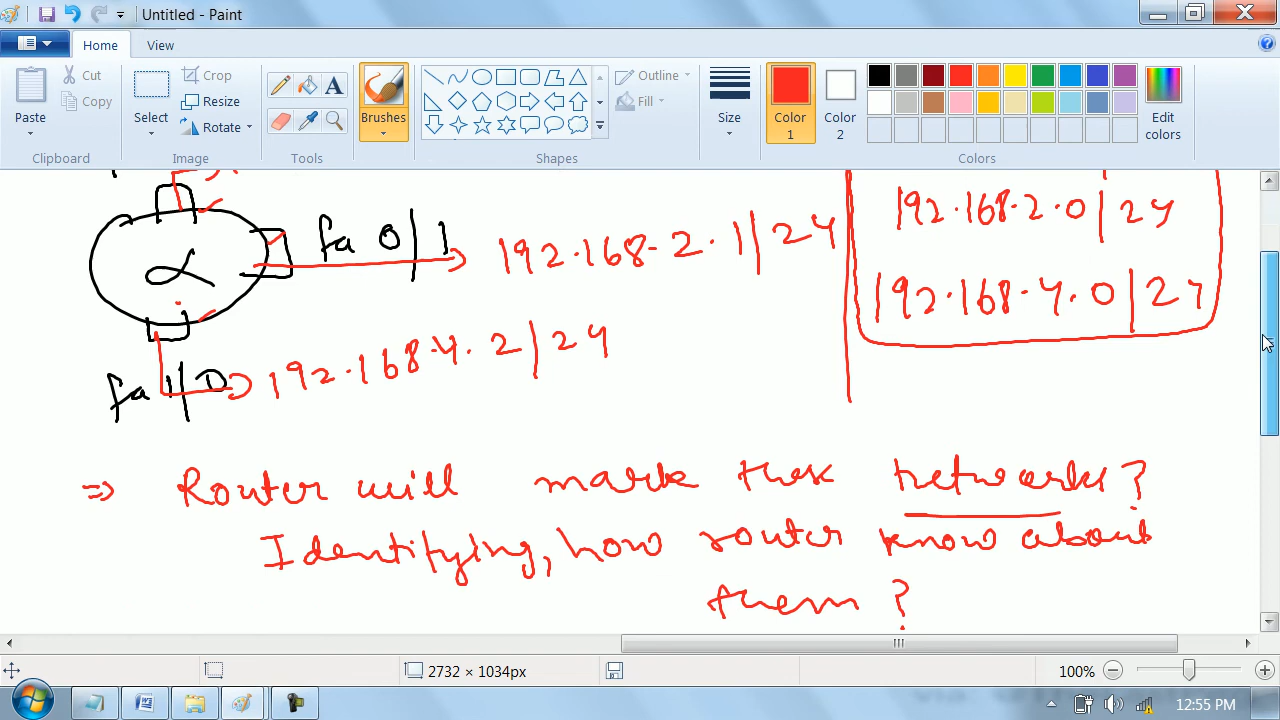 Untitled - Paint
Home View
Paste
Cut
Copy
Clipboard
Select
Crop
Resize
Rotate
Image
Tools
Brushes
Shapes
Outline
Fill
Size
Color 1
Color 2
Edit colors
Colors
192.168.2.0|24
fa 0|1
192.168.2.1|24
192.168.4.0|24
α
192.168.4.2|24
fa 1|0
⇒ Router will mark these networks?
Identifying, how router know about
them?
2732 × 1034px
100%
12:55 PM